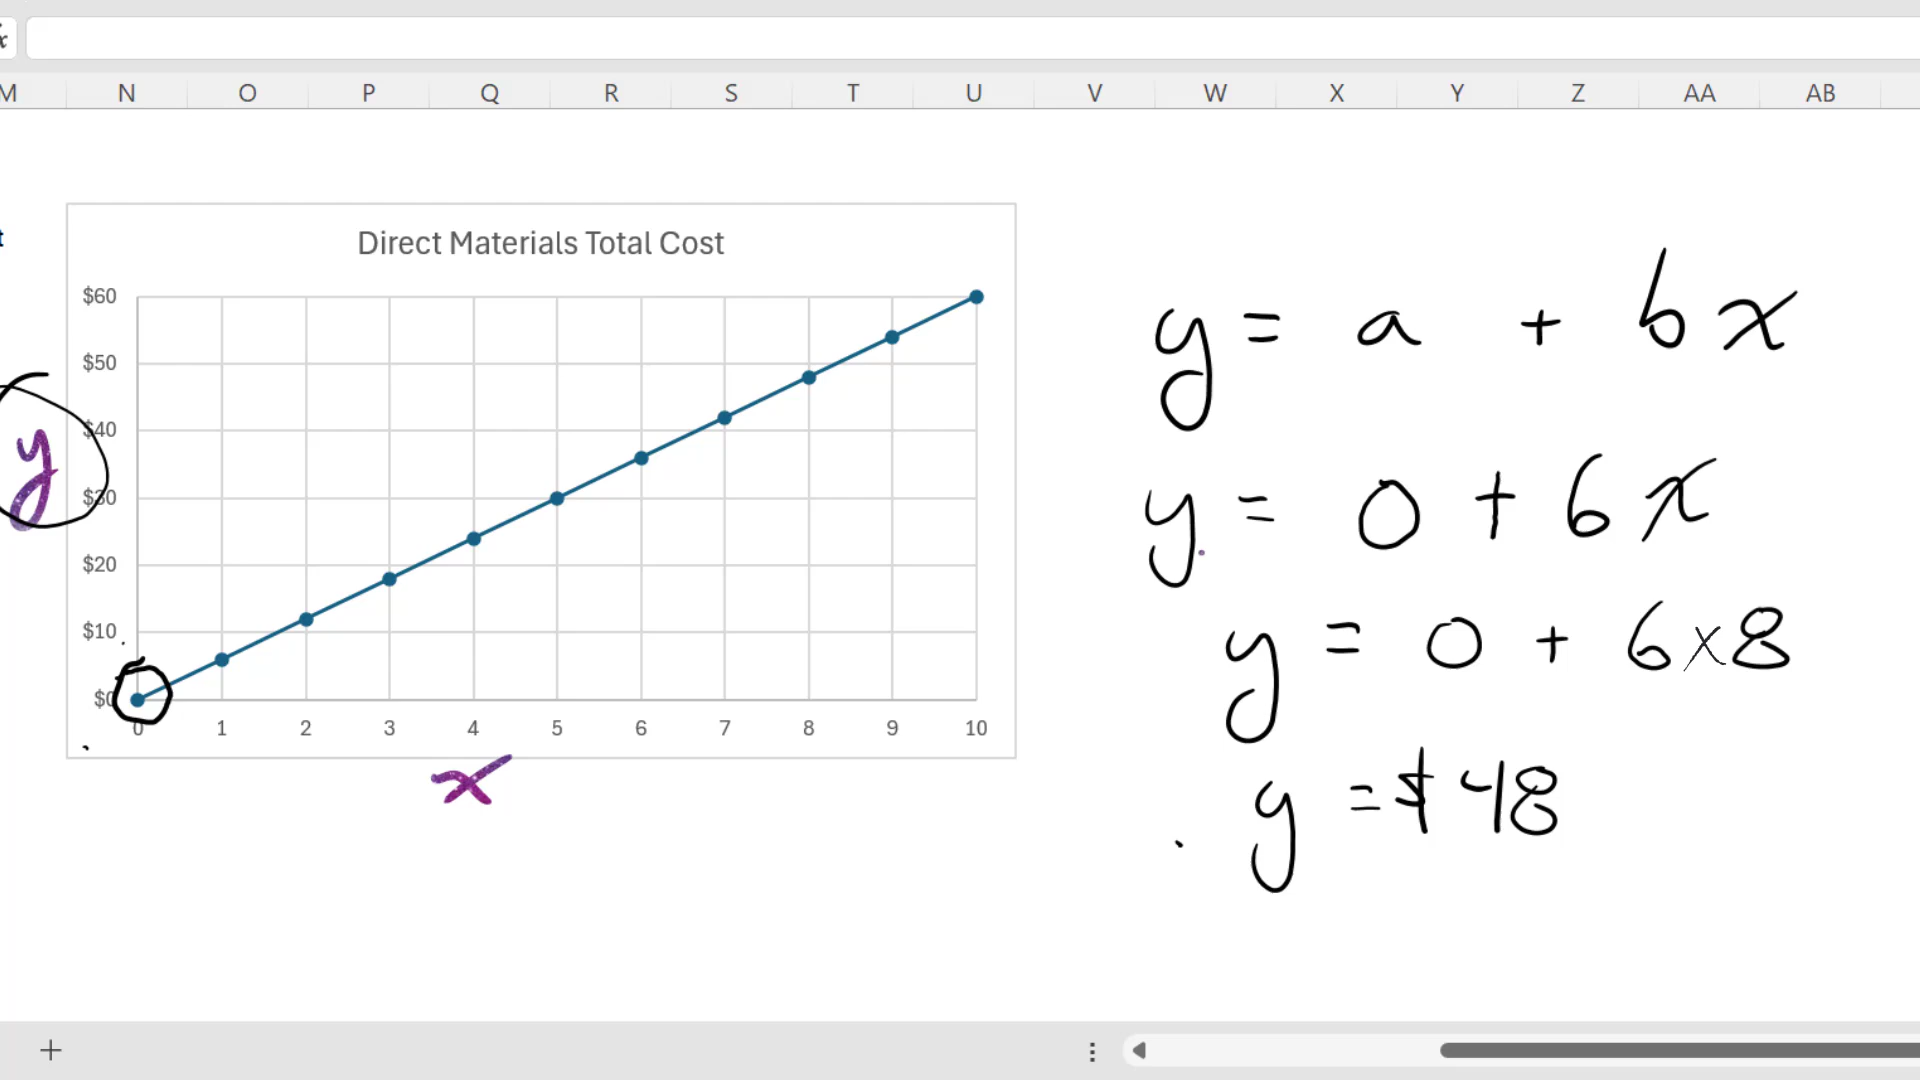 M N O P Q R S T U V W X Y Z AA AB
Direct Materials Total Cost
$60
$50
$40
$30
$20
$10
$0
0 1 2 3 4 5 6 7 8 9 10
y
x
y = a + bx
y = 0 + 6x
y = 0 + 6x8
y = $48